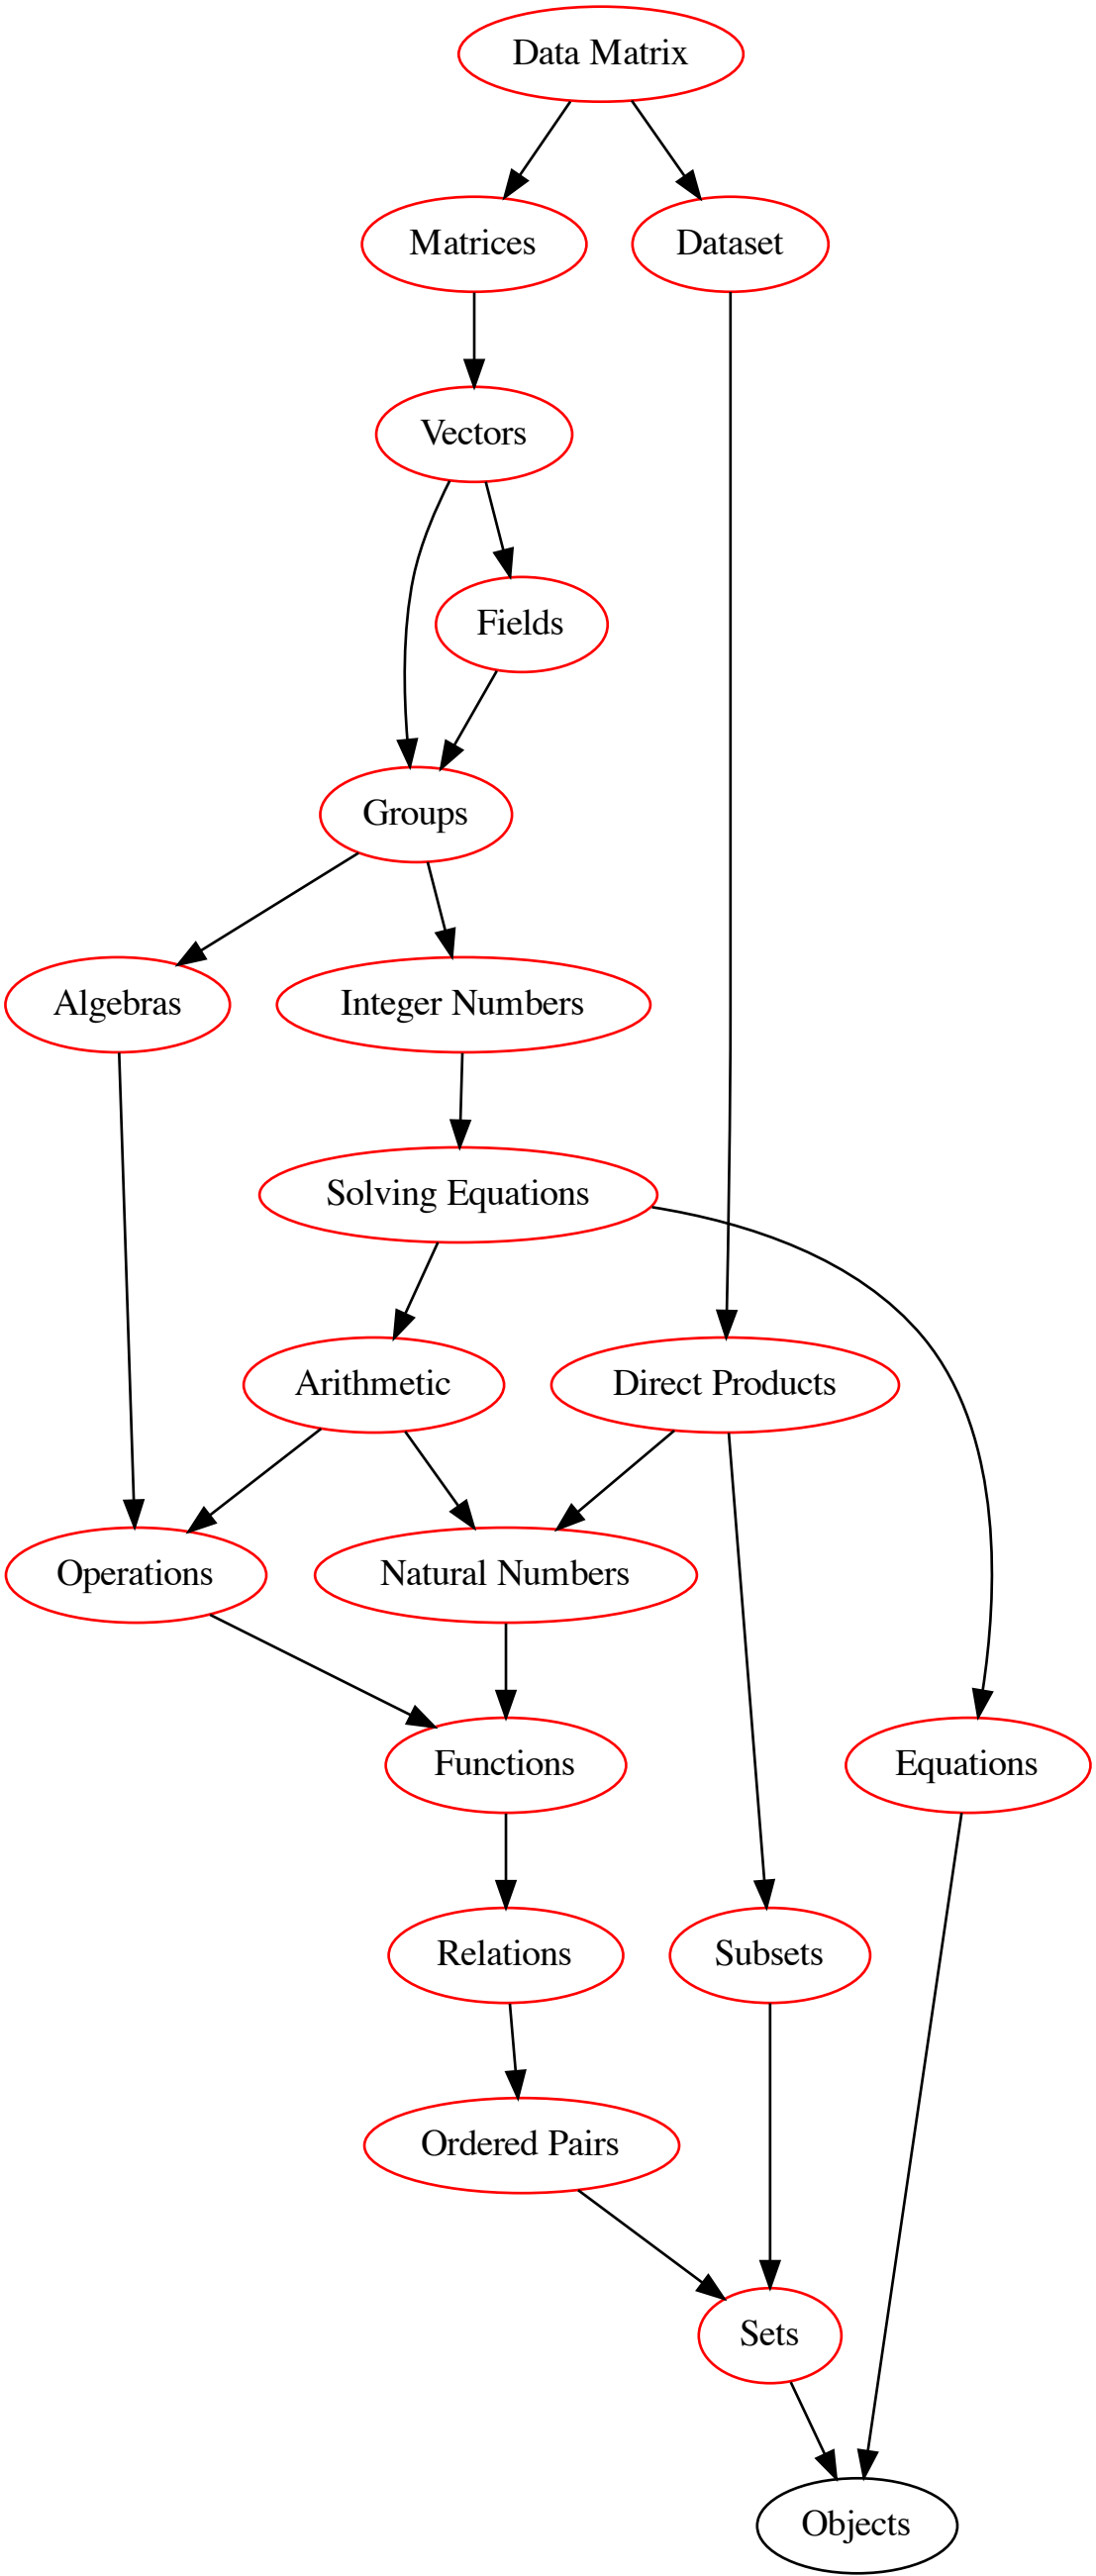 Data Matrix
Matrices
Dataset
Vectors
Fields
Groups
Algebras
Integer Numbers
Solving Equations
Arithmetic
Direct Products
Operations
Natural Numbers
Functions
Equations
Relations
Subsets
Ordered Pairs
Sets
Objects